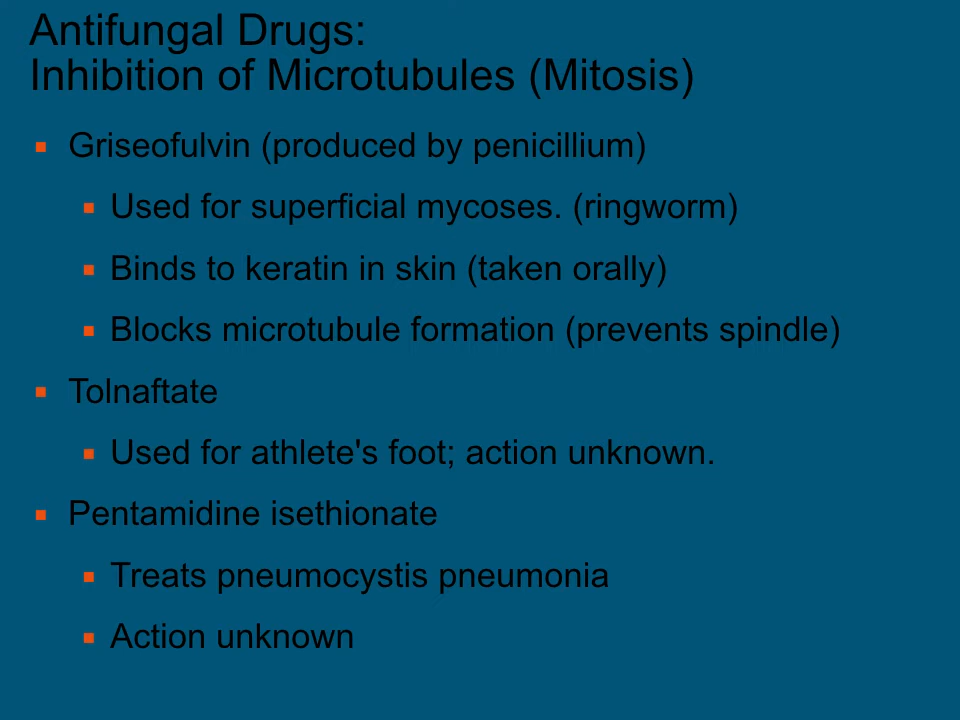 Antifungal Drugs:
Inhibition of Microtubules (Mitosis)
Griseofulvin (produced by penicillium)
Used for superficial mycoses. (ringworm)
Binds to keratin in skin (taken orally)
Blocks microtubule formation (prevents spindle)
Tolnaftate
Used for athlete's foot; action unknown.
Pentamidine isethionate
Treats pneumocystis pneumonia
Action unknown